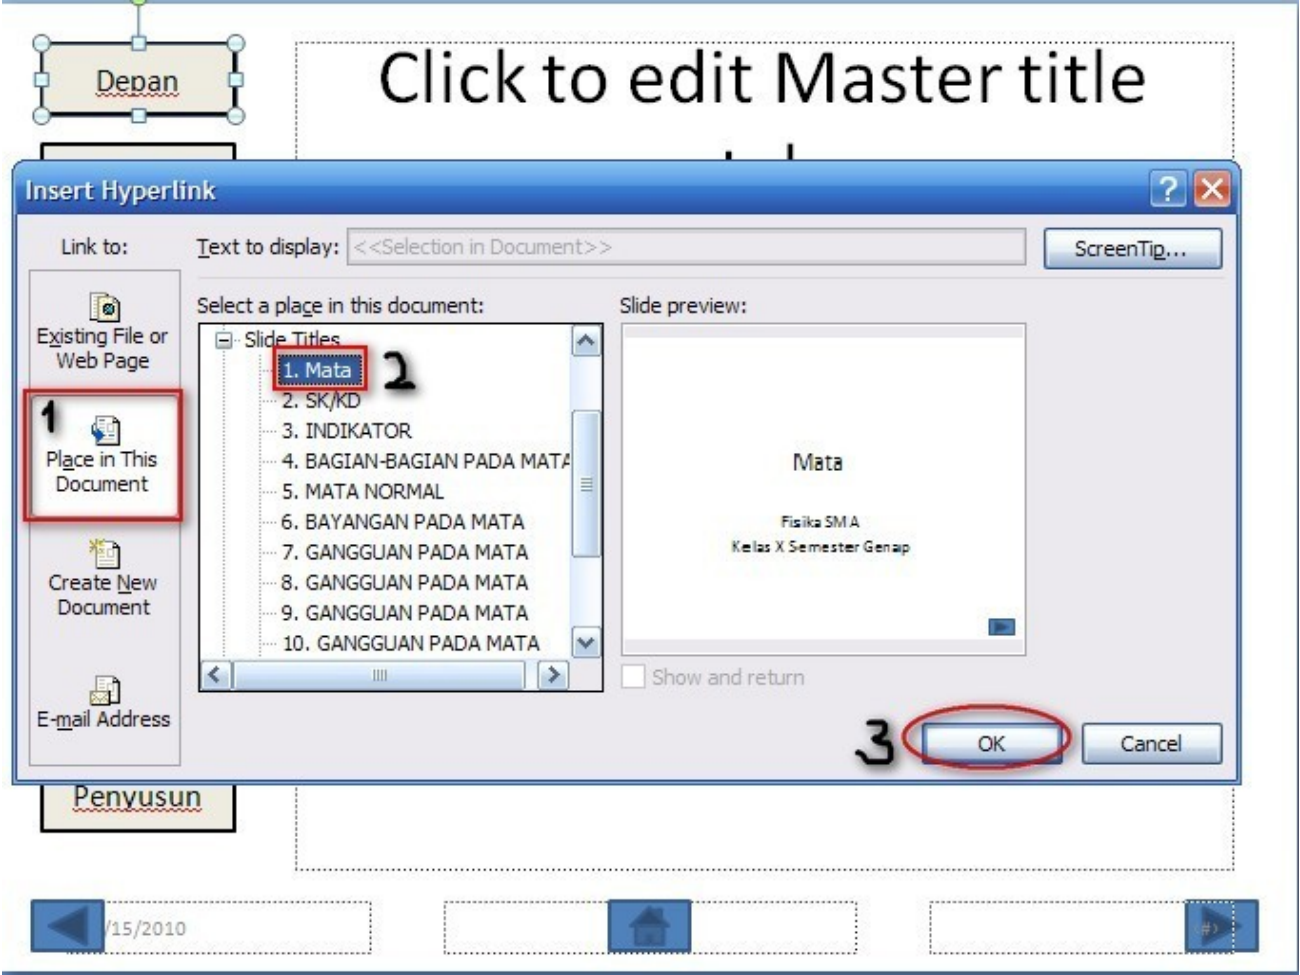 Depan
Click to edit Master title
Insert Hyperlink
Link to:
Text to display: <<Selection in Document>>
ScreenTip...
Existing File or
Web Page
1
Place in This
Document
Create New
Document
E-mail Address
Select a place in this document:
Slide Titles
1. Mata
2
2. SK/KD
3. INDIKATOR
4. BAGIAN-BAGIAN PADA MATA
5. MATA NORMAL
6. BAYANGAN PADA MATA
7. GANGGUAN PADA MATA
8. GANGGUAN PADA MATA
9. GANGGUAN PADA MATA
10. GANGGUAN PADA MATA
Slide preview:
Mata
Fisika SMA
Kelas X Semester Genap
Show and return
3
OK
Cancel
Penyusun
/15/2010